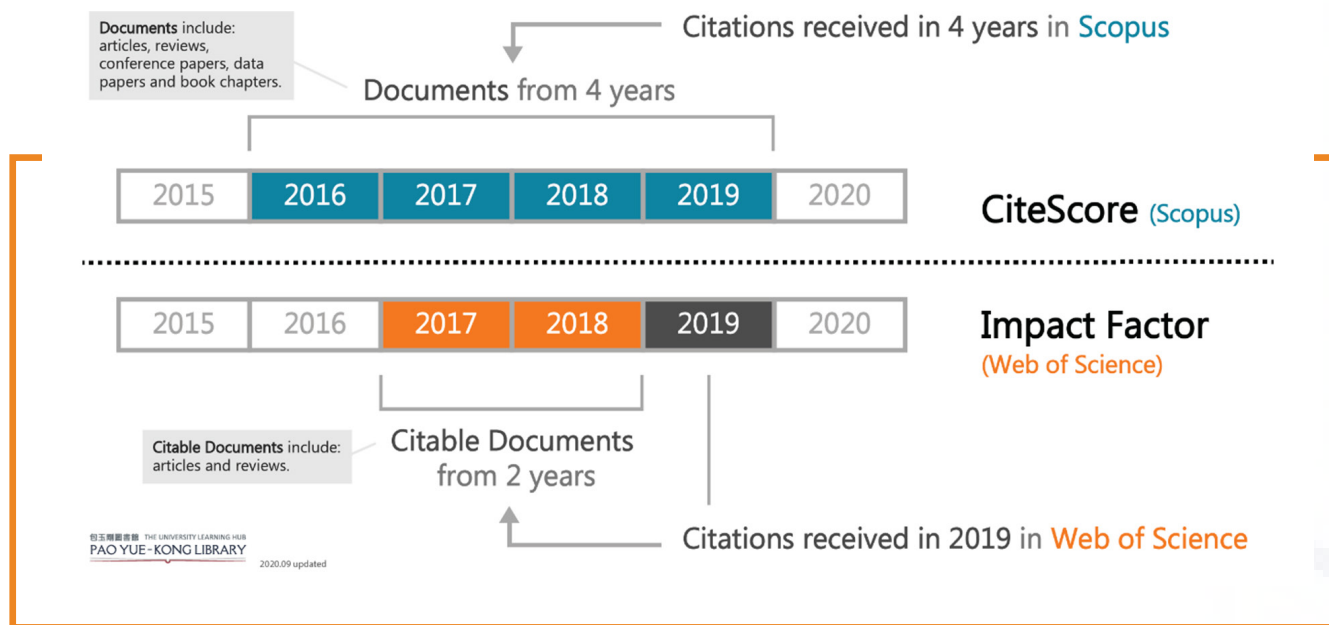 Documents include:
articles, reviews,
conference papers, data
papers and book chapters.
Citations received in 4 years in Scopus
Documents from 4 years
2015 2016 2017 2018 2019 2020
CiteScore (Scopus)
2015 2016 2017 2018 2019 2020
Impact Factor
(Web of Science)
Citable Documents include:
articles and reviews.
Citable Documents
from 2 years
Citations received in 2019 in Web of Science
包玉剛圖書館 THE UNIVERSITY LEARNING HUB
PAO YUE-KONG LIBRARY
2020.09 updated